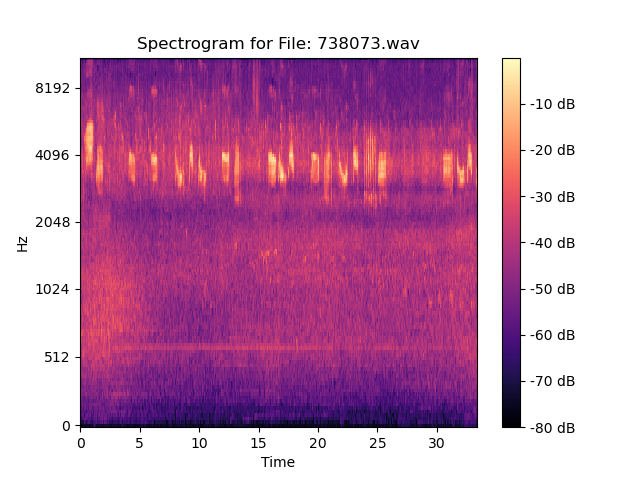 Spectrogram for File: 738073.wav
8192
4096
2048
1024
512
0
Hz
0 5 10 15 20 25 30
Time
-10 dB
-20 dB
-30 dB
-40 dB
-50 dB
-60 dB
-70 dB
-80 dB